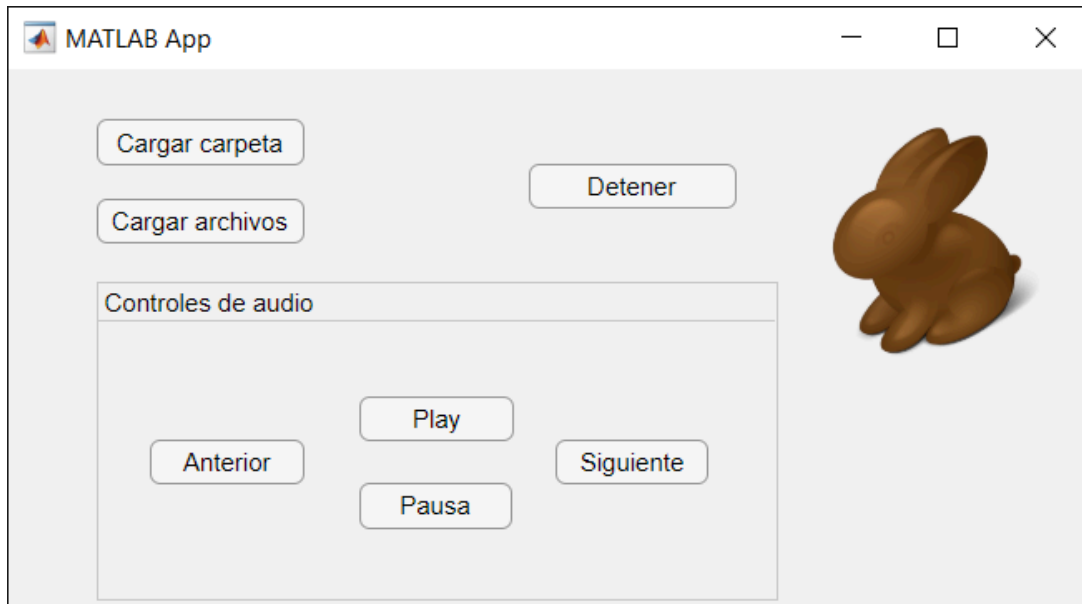 MATLAB App
Cargar carpeta
Detener
Cargar archivos
Controles de audio
Play
Anterior
Siguiente
Pausa